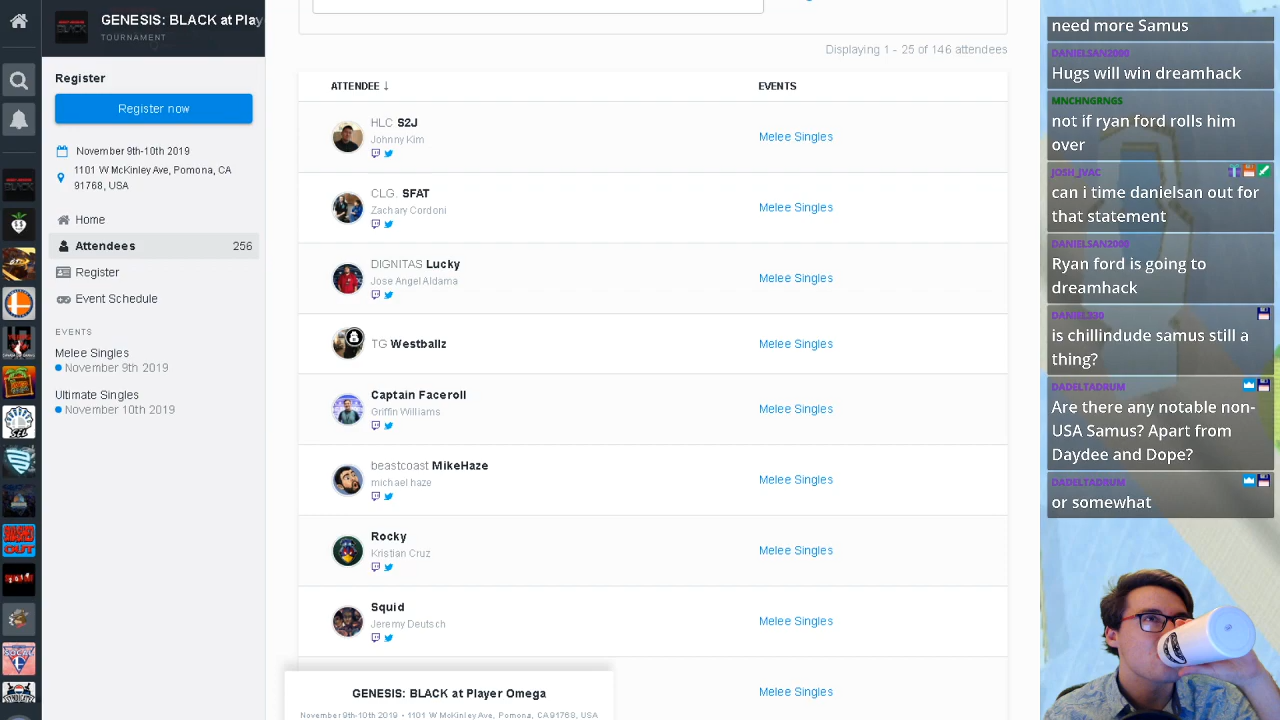 GENESIS: BLACK at Play
TOURNAMENT
Register
Register now
November 9th-10th 2019
1101 W McKinley Ave, Pomona, CA
91768, USA
Home
Attendees 256
Register
Event Schedule
EVENTS
Melee Singles
November 9th 2019
Ultimate Singles
November 10th 2019
Displaying 1 - 25 of 146 attendees
ATTENDEE ↓ EVENTS
HLC S2J
Johnny Kim
Melee Singles
CLG. SFAT
Zachary Cordoni
Melee Singles
DIGNITAS Lucky
Jose Angel Aldama
Melee Singles
TG Westballz
Melee Singles
Captain Faceroll
Griffin Williams
Melee Singles
beastcoast MikeHaze
michael haze
Melee Singles
Rocky
Kristian Cruz
Melee Singles
Squid
Jeremy Deutsch
Melee Singles
Melee Singles
GENESIS: BLACK at Player Omega
November 9th-10th 2019 • 1101 W McKinley Ave, Pomona, CA 91768, USA
need more Samus
DANIELSAN2000
Hugs will win dreamhack
MNCHNGRNGS
not if ryan ford rolls him
over
JOSH_JVAC
can i time danielsan out for
that statement
DANIELSAN2000
Ryan ford is going to
dreamhack
DANIEL230
is chillindude samus still a
thing?
DADELTADRUM
Are there any notable non-
USA Samus? Apart from
Daydee and Dope?
DADELTADRUM
or somewhat